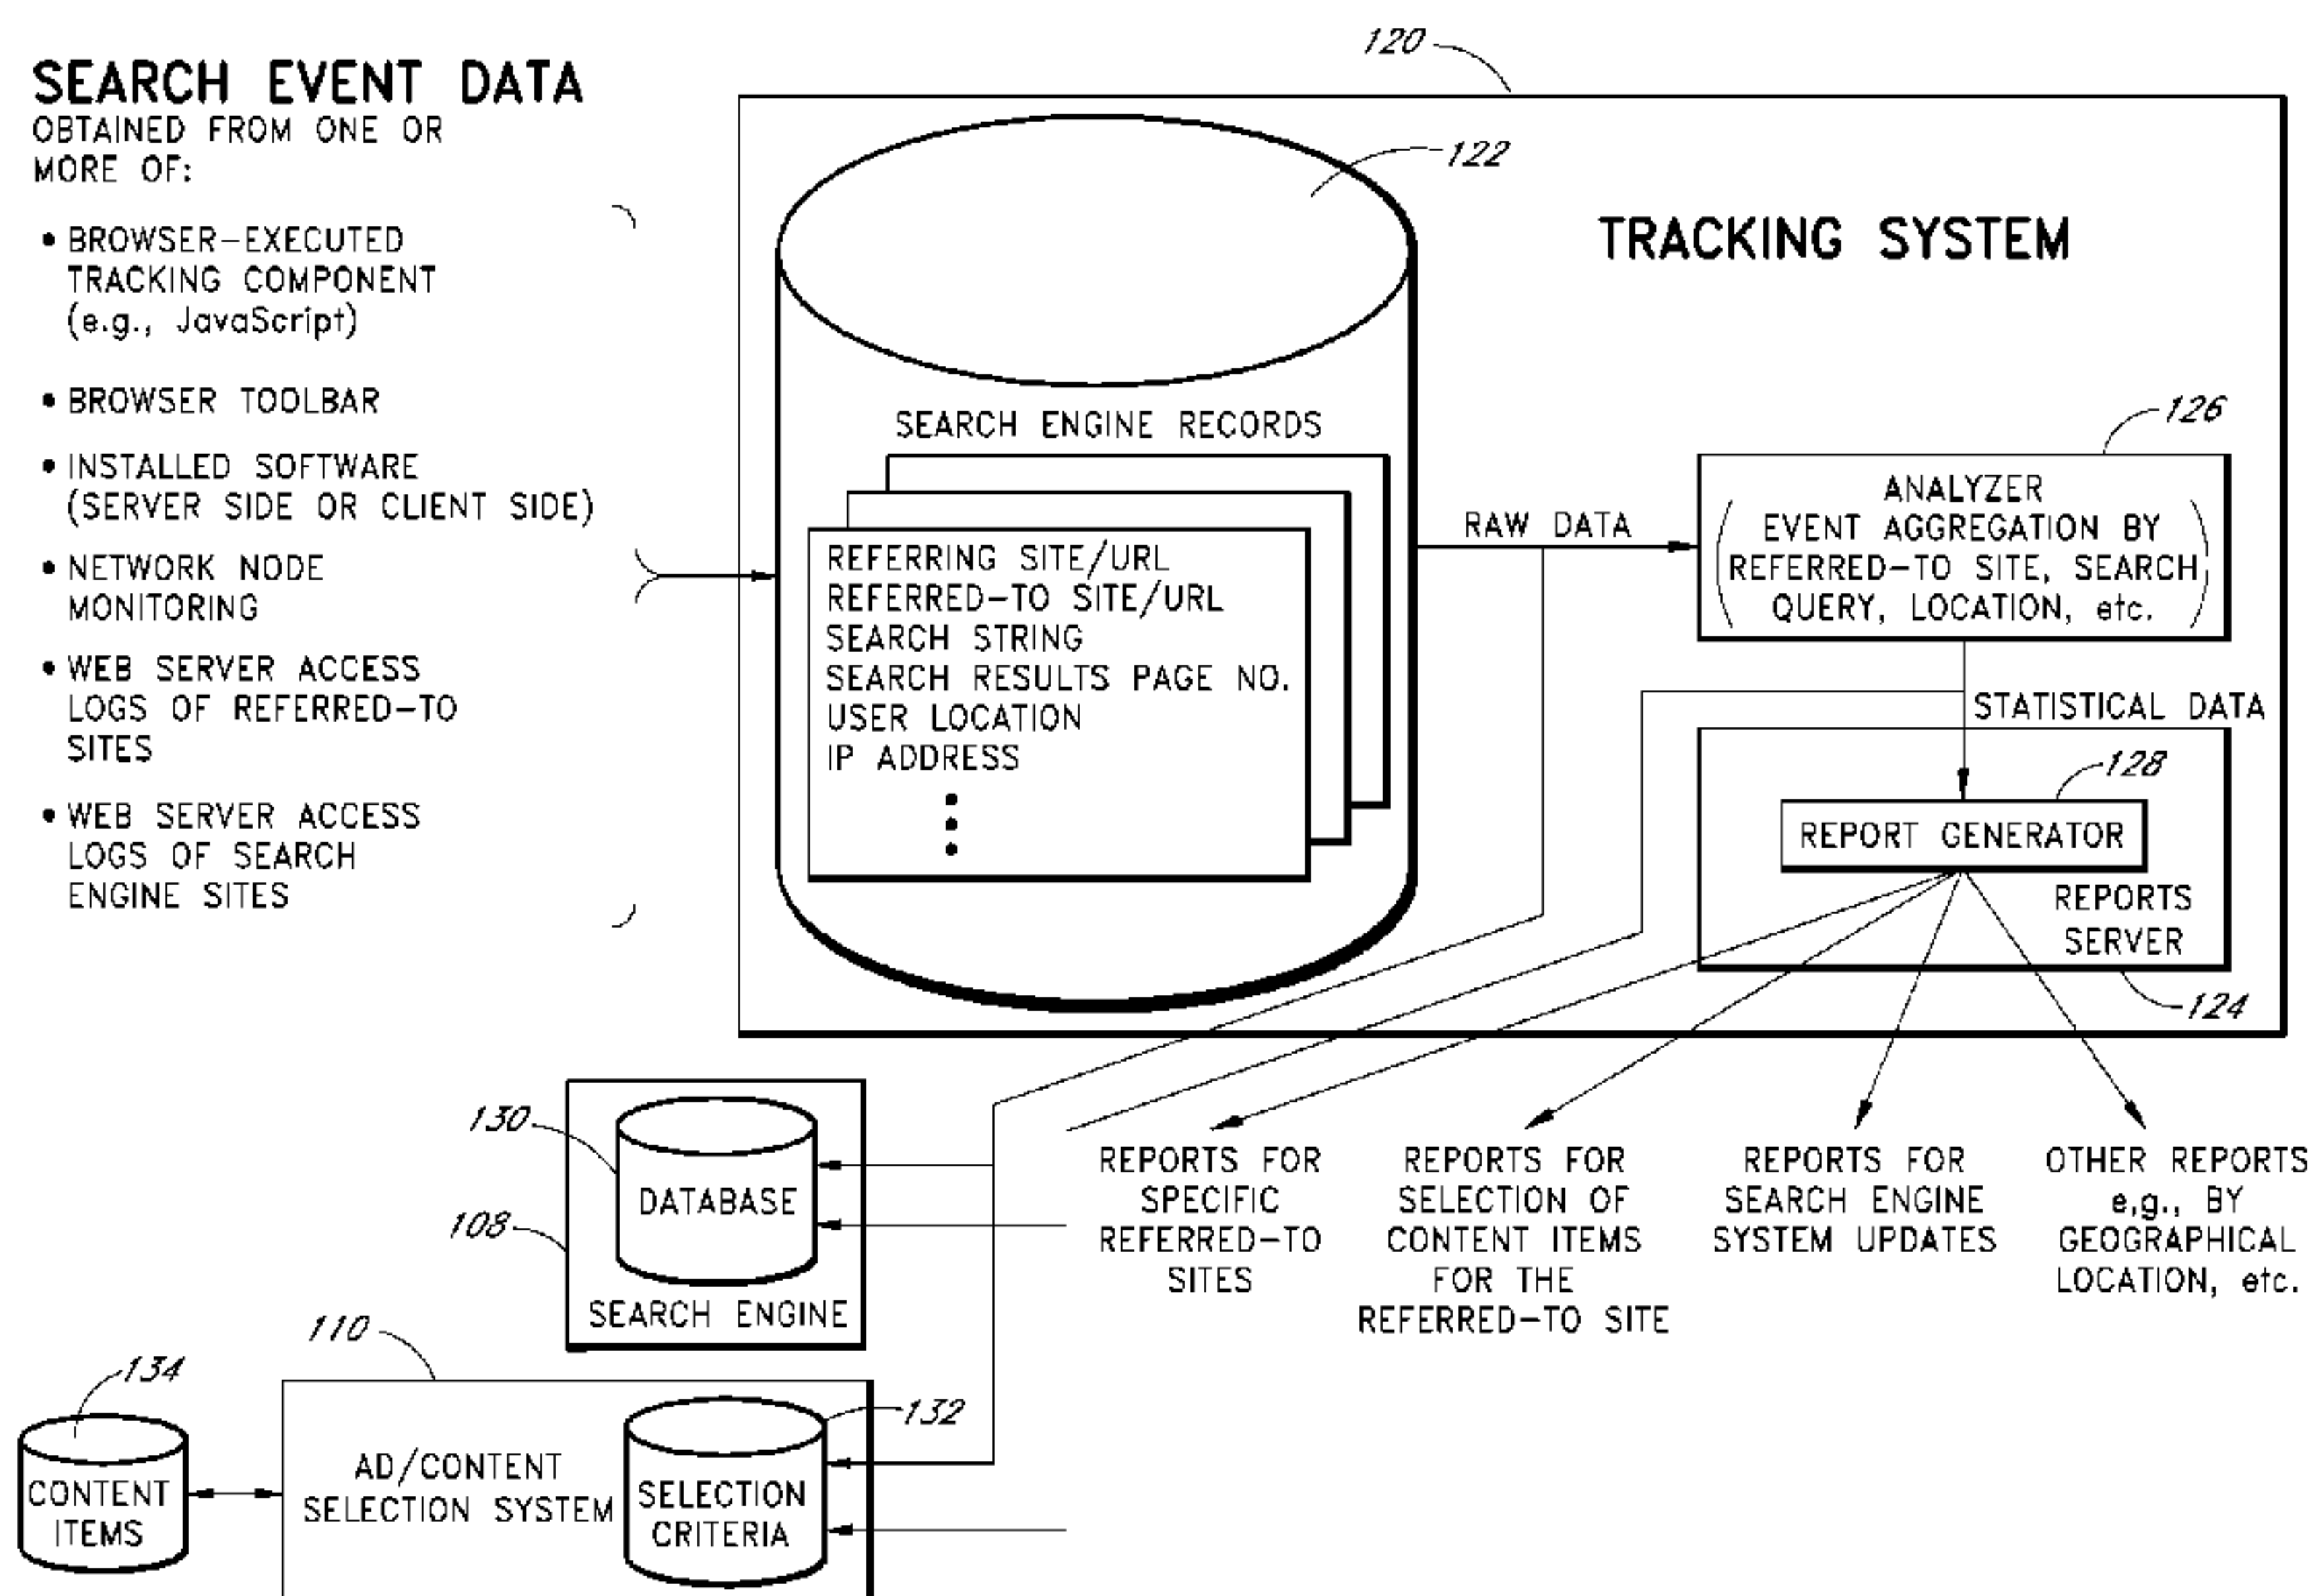 120
SEARCH EVENT DATA
OBTAINED FROM ONE OR
MORE OF:
• BROWSER-EXECUTED
TRACKING COMPONENT
(e.g., JavaScript)
• BROWSER TOOLBAR
• INSTALLED SOFTWARE
(SERVER SIDE OR CLIENT SIDE)
• NETWORK NODE
MONITORING
• WEB SERVER ACCESS
LOGS OF REFERRED-TO
SITES
• WEB SERVER ACCESS
LOGS OF SEARCH
ENGINE SITES
122
TRACKING SYSTEM
SEARCH ENGINE RECORDS
REFERRING SITE/URL
REFERRED-TO SITE/URL
SEARCH STRING
SEARCH RESULTS PAGE NO.
USER LOCATION
IP ADDRESS
RAW DATA
126
ANALYZER
( EVENT AGGREGATION BY
REFERRED-TO SITE, SEARCH
QUERY, LOCATION, etc. )
STATISTICAL DATA
128
REPORT GENERATOR
REPORTS
SERVER
124
130
DATABASE
108
SEARCH ENGINE
REPORTS FOR
SPECIFIC
REFERRED-TO
SITES
REPORTS FOR
SELECTION OF
CONTENT ITEMS
FOR THE
REFERRED-TO SITE
REPORTS FOR
SEARCH ENGINE
SYSTEM UPDATES
OTHER REPORTS
e,g., BY
GEOGRAPHICAL
LOCATION, etc.
110
134
CONTENT
ITEMS
AD/CONTENT
SELECTION SYSTEM
132
SELECTION
CRITERIA